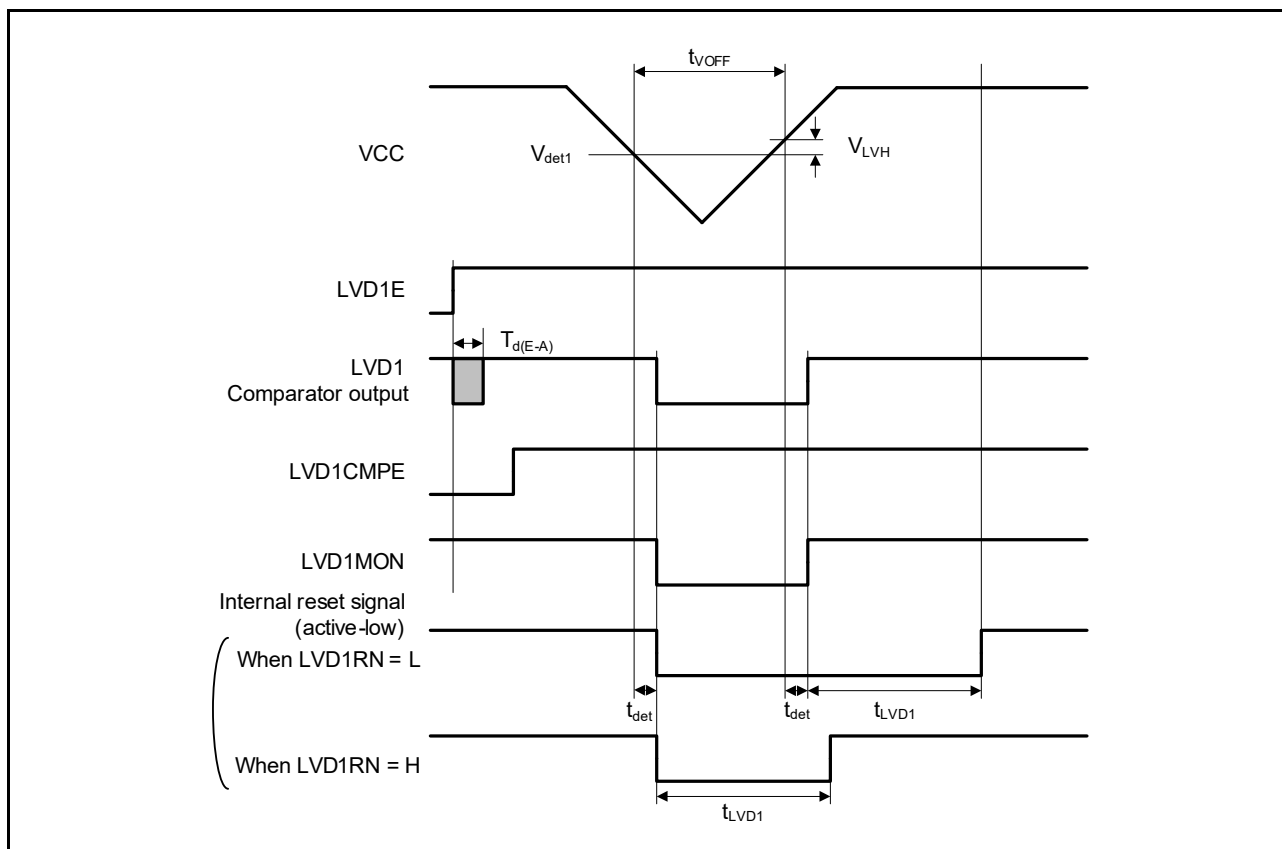 tVOFF
VCC
Vdet1
VLVH
LVD1E
Td(E-A)
LVD1
Comparator output
LVD1CMPE
LVD1MON
Internal reset signal
(active-low)
When LVD1RN = L
tdet
tdet
tLVD1
When LVD1RN = H
tLVD1